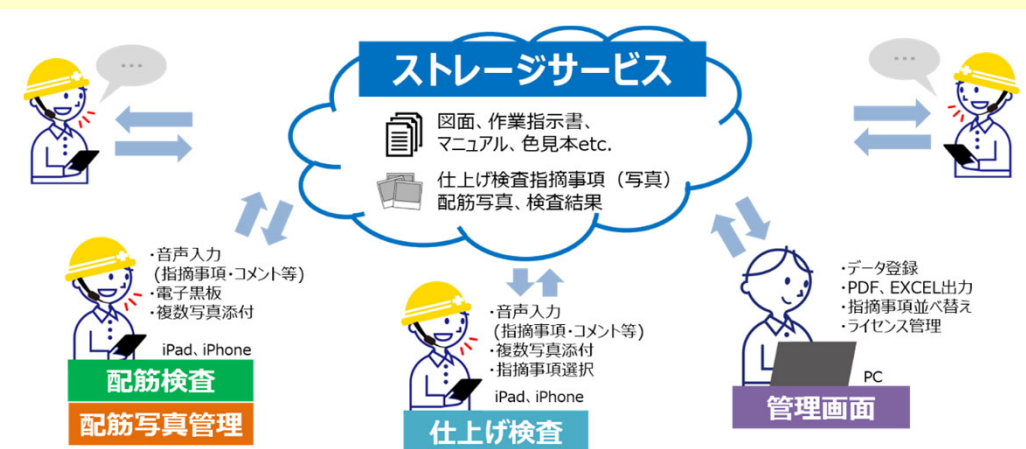 ストレージサービス
図面、作業指示書、
マニュアル、色見本etc.
仕上げ検査指摘事項（写真）
配筋写真、検査結果
…
…
・音声入力
(指摘事項・コメント等)
・電子黒板
・複数写真添付
iPad、iPhone
配筋検査
配筋写真管理
・音声入力
(指摘事項・コメント等)
・複数写真添付
・指摘事項選択
iPad、iPhone
仕上げ検査
・データ登録
・PDF、EXCEL出力
・指摘事項並べ替え
・ライセンス管理
PC
管理画面